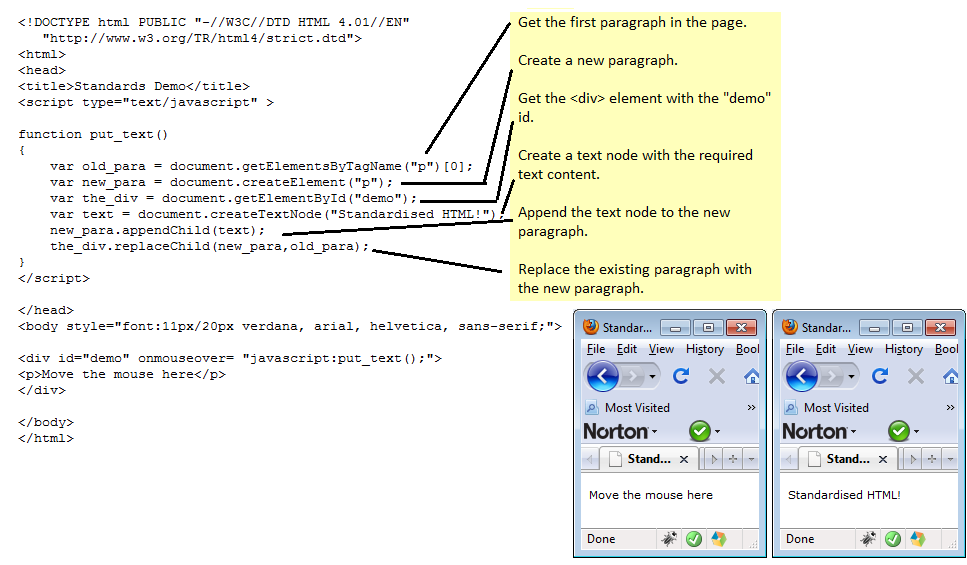 <!DOCTYPE html PUBLIC "-//W3C//DTD HTML 4.01//EN"
"http://www.w3.org/TR/html4/strict.dtd">
<html>
<head>
<title>Standards Demo</title>
<script type="text/javascript" >
function put_text()
{
var old_para = document.getElementsByTagName("p")[0];
var new_para = document.createElement("p");
var the_div = document.getElementById("demo");
var text = document.createTextNode("Standardised HTML!");
new_para.appendChild(text);
the_div.replaceChild(new_para,old_para);
}
</script>
</head>
<body style="font:11px/20px verdana, arial, helvetica, sans-serif;">
<div id="demo" onmouseover= "javascript:put_text();">
<p>Move the mouse here</p>
</div>
</body>
</html>
Get the first paragraph in the page.
Create a new paragraph.
Get the <div> element with the "demo"
id.
Create a text node with the required
text content.
Append the text node to the new
paragraph.
Replace the existing paragraph with
the new paragraph.
Standar...
File Edit View History Bool
Most Visited »
Norton
Stand...
Move the mouse here
Done
Standar...
File Edit View History Bool
Most Visited »
Norton
Stand...
Standardised HTML!
Done